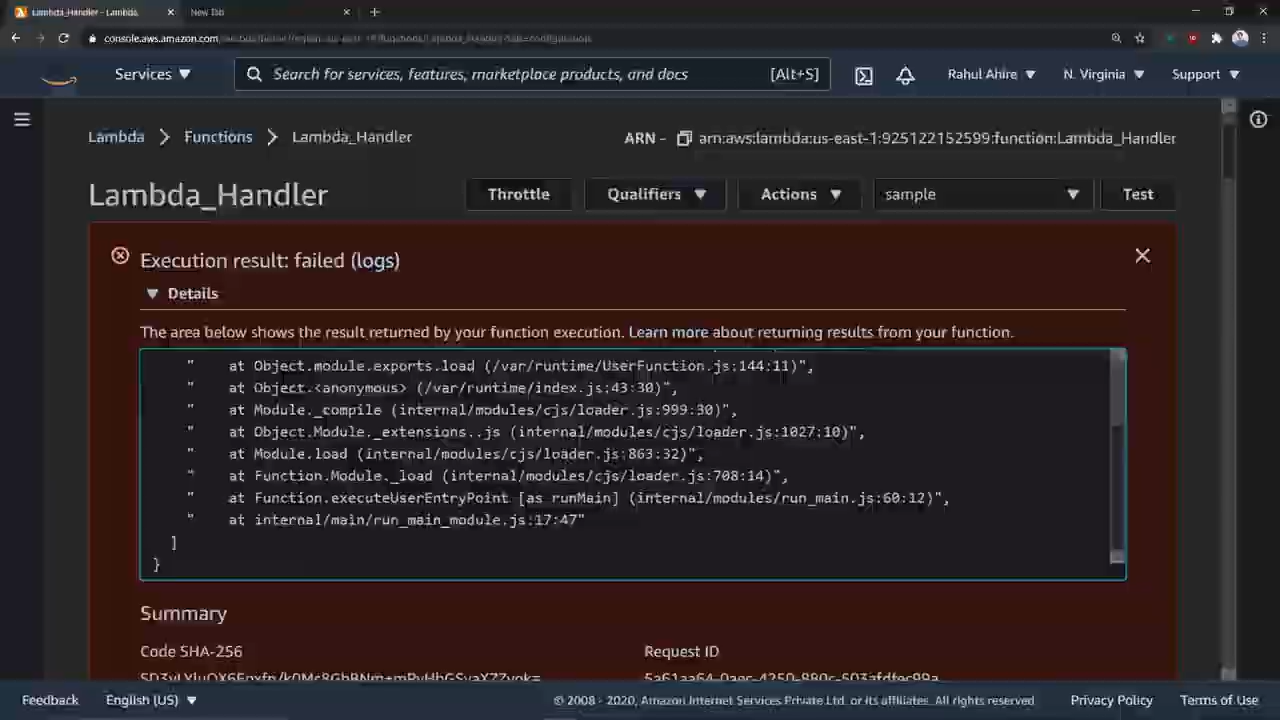 Lambda_Handler - Lambda
New Tab
console.aws.amazon.com
Services
Search for services, features, marketplace products, and docs
[Alt+S]
Rahul Ahire
N. Virginia
Support
Lambda
Functions
Lambda_Handler
ARN - arn:aws:lambda:us-east-1:925122152599:function:Lambda_Handler
Lambda_Handler
Throttle
Qualifiers
Actions
sample
Test
Execution result: failed (logs)
Details
The area below shows the result returned by your function execution. Learn more about returning results from your function.
" at Object.module.exports.load (/var/runtime/UserFunction.js:144:11)",
" at Object.<anonymous> (/var/runtime/index.js:43:30)",
" at Module._compile (internal/modules/cjs/loader.js:999:30)",
" at Object.Module._extensions..js (internal/modules/cjs/loader.js:1027:10)",
" at Module.load (internal/modules/cjs/loader.js:863:32)",
" at Function.Module._load (internal/modules/cjs/loader.js:708:14)",
" at Function.executeUserEntryPoint [as runMain] (internal/modules/run_main.js:60:12)",
" at internal/main/run_main_module.js:17:47"
]
}
Summary
Code SHA-256
Request ID
Feedback
English (US)
© 2008 - 2020, Amazon Internet Services Private Ltd. or its affiliates. All rights reserved
Privacy Policy
Terms of Use